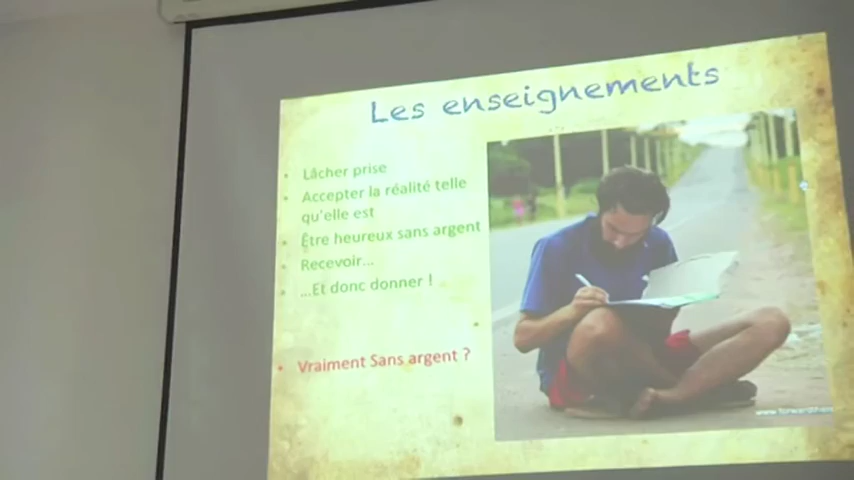 Les enseignements
• Lâcher prise
• Accepter la réalité telle
qu'elle est
• Être heureux sans argent
• Recevoir...
• ...Et donc donner !
• Vraiment Sans argent ?